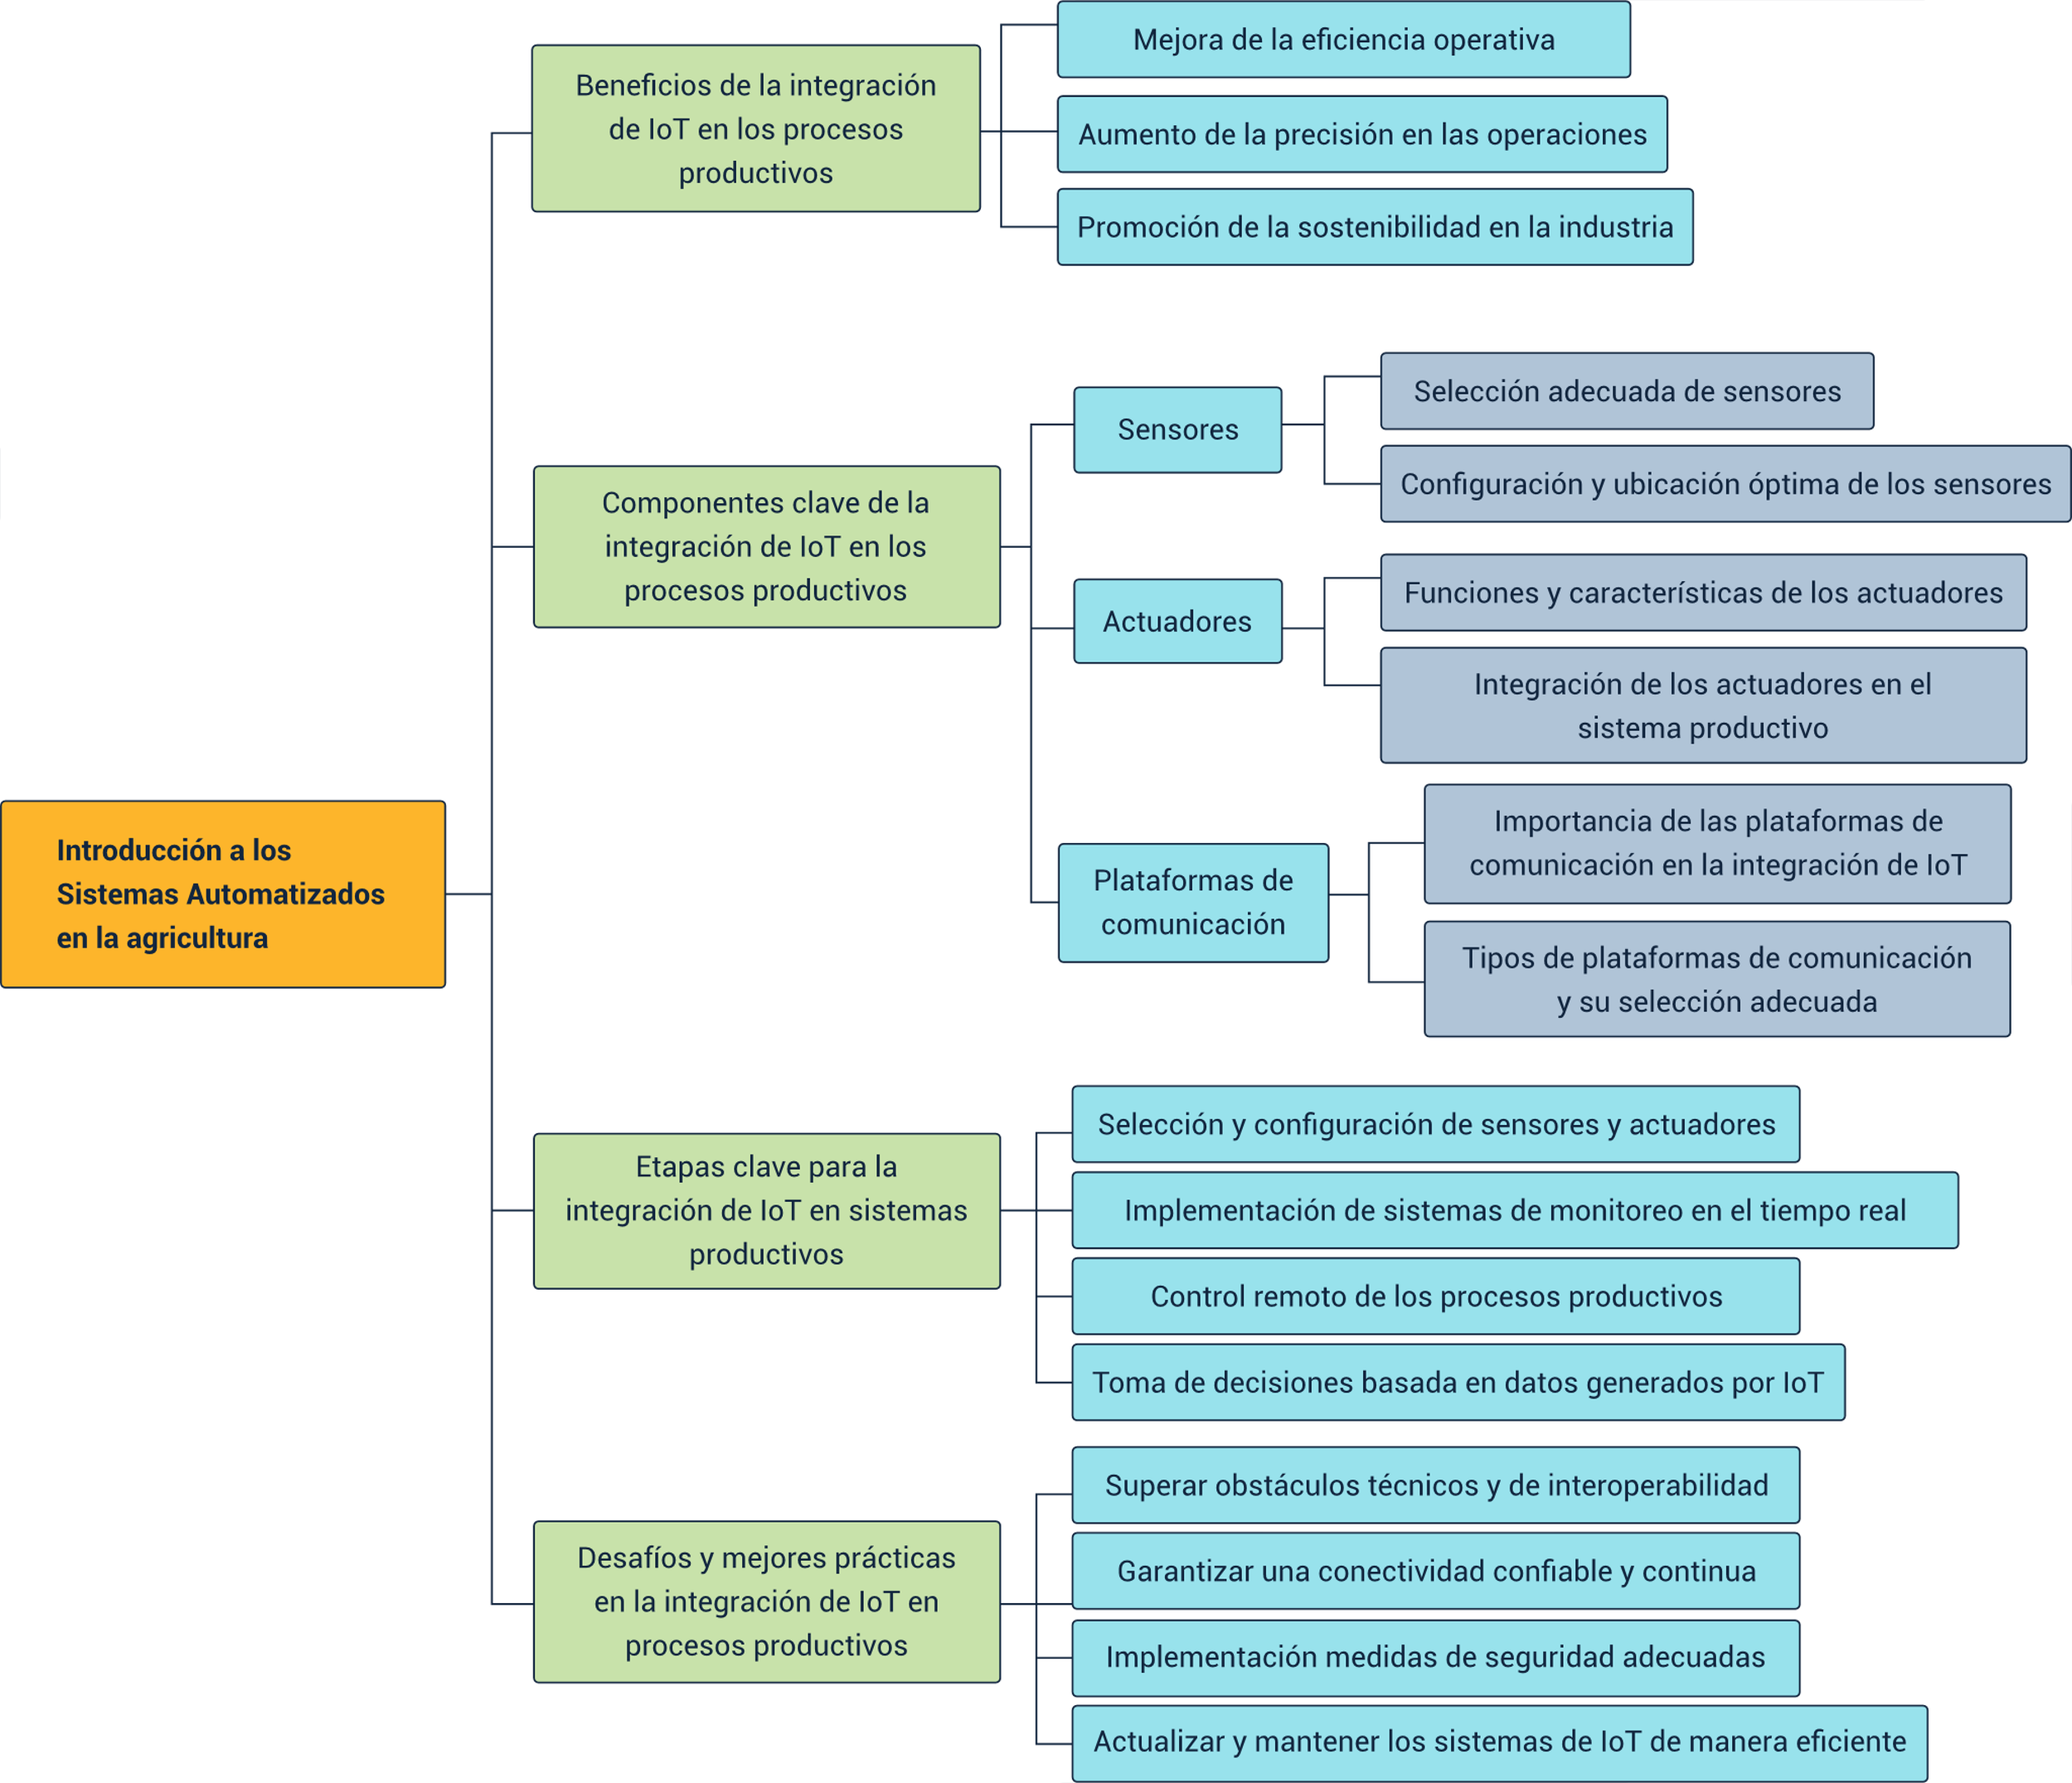 Introducción a los
Sistemas Automatizados
en la agricultura
Beneficios de la integración
de IoT en los procesos
productivos
Mejora de la eficiencia operativa
Aumento de la precisión en las operaciones
Promoción de la sostenibilidad en la industria
Componentes clave de la
integración de IoT en los
procesos productivos
Sensores
Selección adecuada de sensores
Configuración y ubicación óptima de los sensores
Actuadores
Funciones y características de los actuadores
Integración de los actuadores en el
sistema productivo
Plataformas de
comunicación
Importancia de las plataformas de
comunicación en la integración de IoT
Tipos de plataformas de comunicación
y su selección adecuada
Etapas clave para la
integración de IoT en sistemas
productivos
Selección y configuración de sensores y actuadores
Implementación de sistemas de monitoreo en el tiempo real
Control remoto de los procesos productivos
Toma de decisiones basada en datos generados por IoT
Desafíos y mejores prácticas
en la integración de IoT en
procesos productivos
Superar obstáculos técnicos y de interoperabilidad
Garantizar una conectividad confiable y continua
Implementación medidas de seguridad adecuadas
Actualizar y mantener los sistemas de IoT de manera eficiente